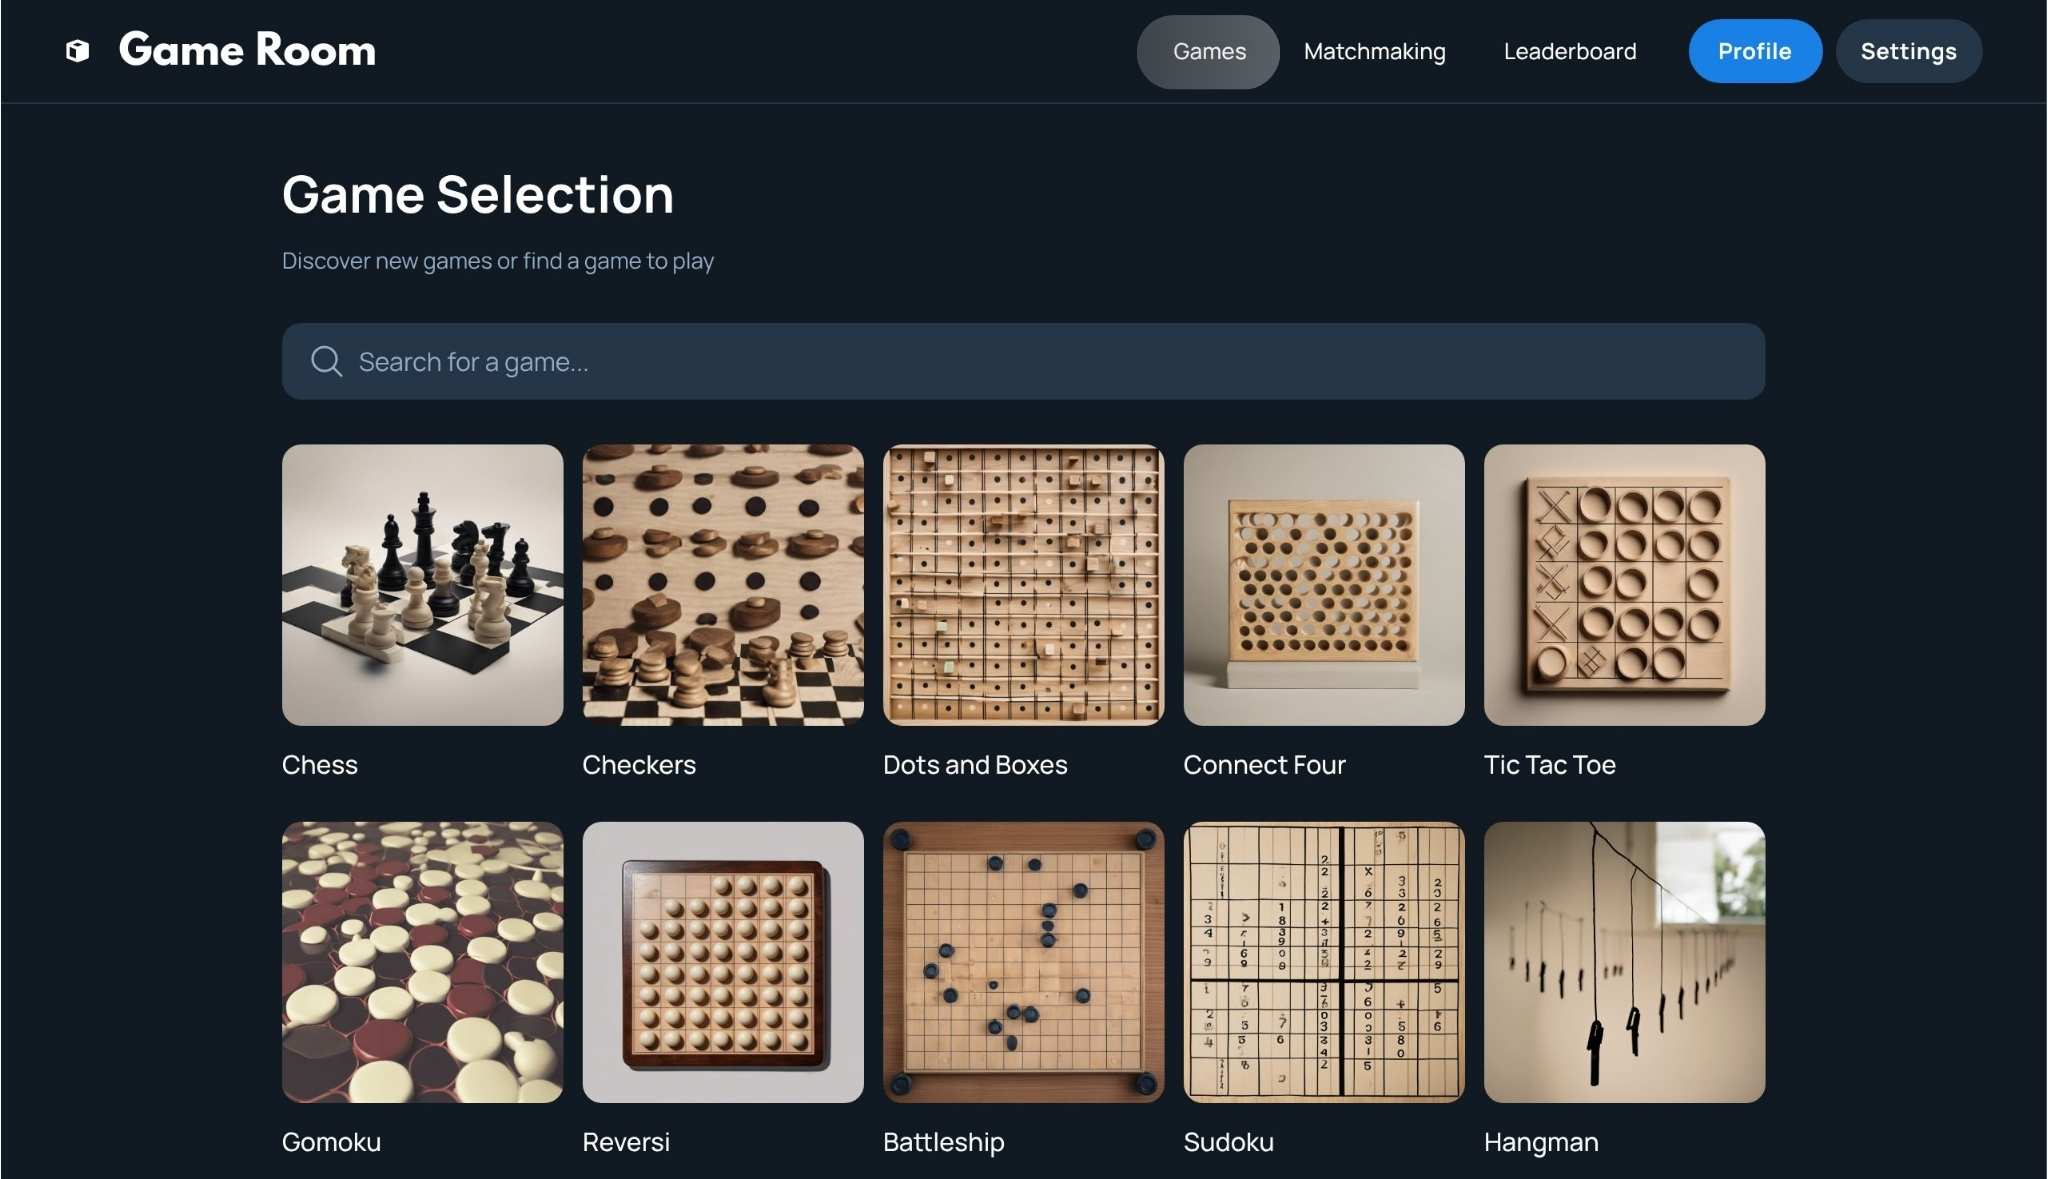 Game Room
Games
Matchmaking
Leaderboard
Profile
Settings
Game Selection
Discover new games or find a game to play
Search for a game...
Chess
Checkers
Dots and Boxes
Connect Four
Tic Tac Toe
Gomoku
Reversi
Battleship
Sudoku
Hangman